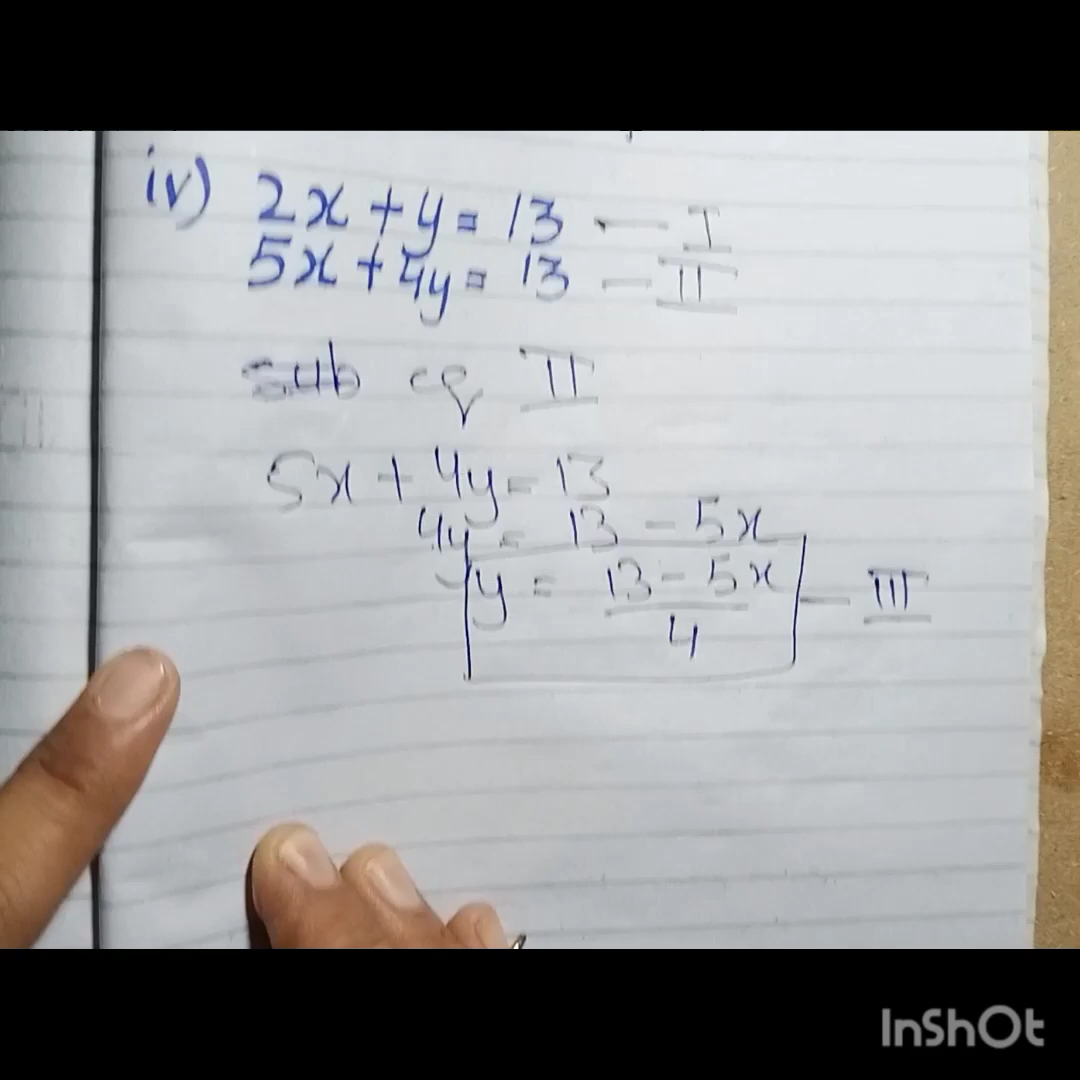 iv) 2x + y = 13 — I
5x + 4y = 13 — II
sub eq II
5x + 4y = 13
4y = 13 - 5x
y = 13 - 5x — III
4
InShOt